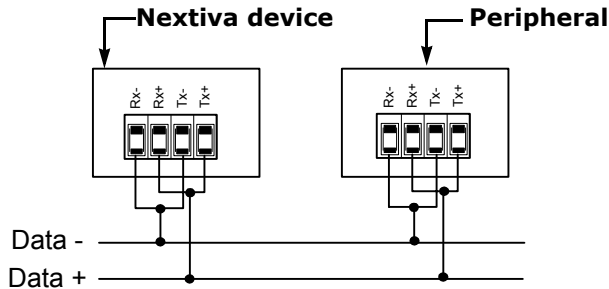 Nextiva device
Peripheral
Rx- Rx+ Tx- Tx+
Rx- Rx+ Tx- Tx+
Data -
Data +